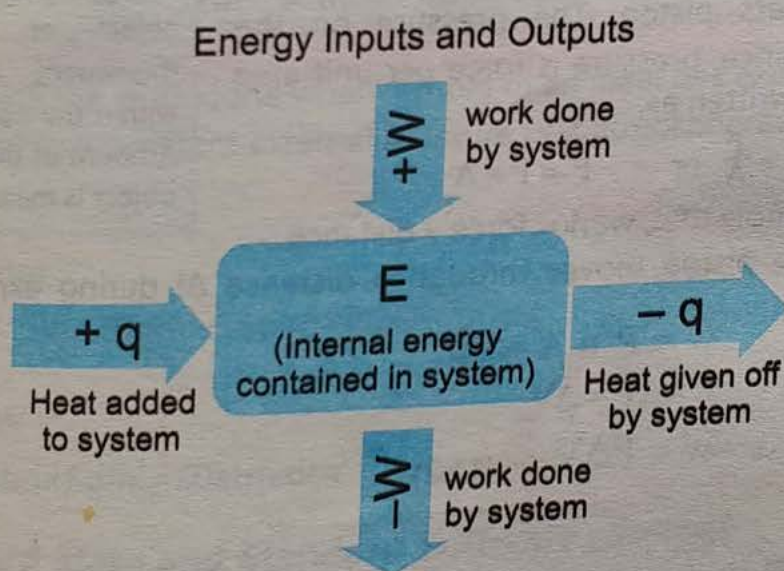 Energy Inputs and Outputs
+W
work done
by system
E
(Internal energy
contained in system)
+ q
Heat added
to system
– q
Heat given off
by system
–W
work done
by system